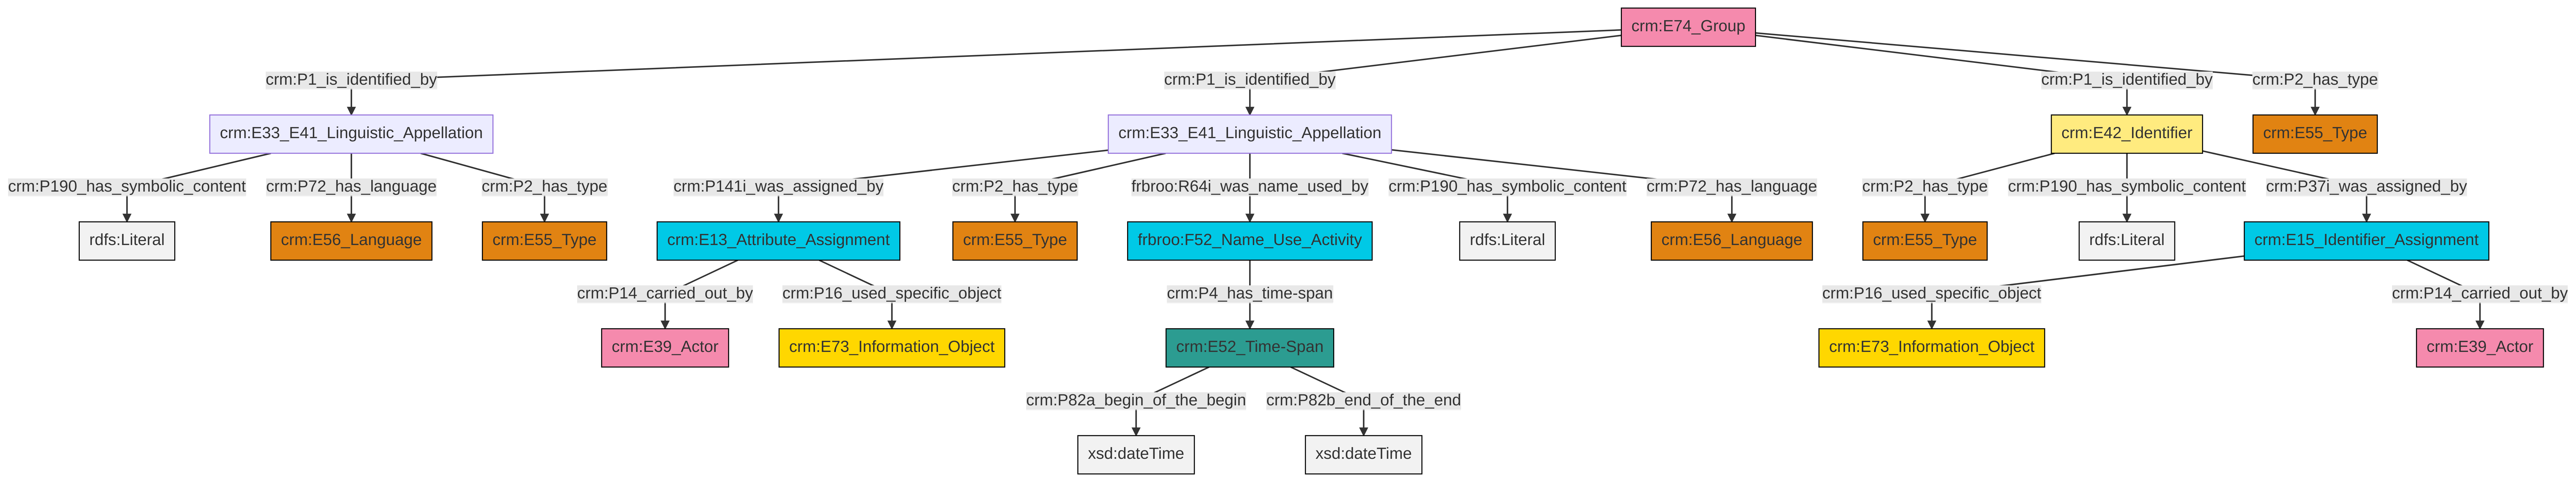 crm:E74_Group
crm:P1_is_identified_by
crm:P1_is_identified_by
crm:P1_is_identified_by
crm:P2_has_type
crm:E33_E41_Linguistic_Appellation
crm:E33_E41_Linguistic_Appellation
crm:E42_Identifier
crm:E55_Type
crm:P190_has_symbolic_content
crm:P72_has_language
crm:P2_has_type
crm:P141i_was_assigned_by
crm:P2_has_type
frbroo:R64i_was_name_used_by
crm:P190_has_symbolic_content
crm:P72_has_language
crm:P2_has_type
crm:P190_has_symbolic_content
crm:P37i_was_assigned_by
rdfs:Literal
crm:E56_Language
crm:E55_Type
crm:E13_Attribute_Assignment
crm:E55_Type
frbroo:F52_Name_Use_Activity
rdfs:Literal
crm:E56_Language
crm:E55_Type
rdfs:Literal
crm:E15_Identifier_Assignment
crm:P14_carried_out_by
crm:P16_used_specific_object
crm:P4_has_time-span
crm:P16_used_specific_object
crm:P14_carried_out_by
crm:E39_Actor
crm:E73_Information_Object
crm:E52_Time-Span
crm:E73_Information_Object
crm:E39_Actor
crm:P82a_begin_of_the_begin
crm:P82b_end_of_the_end
xsd:dateTime
xsd:dateTime